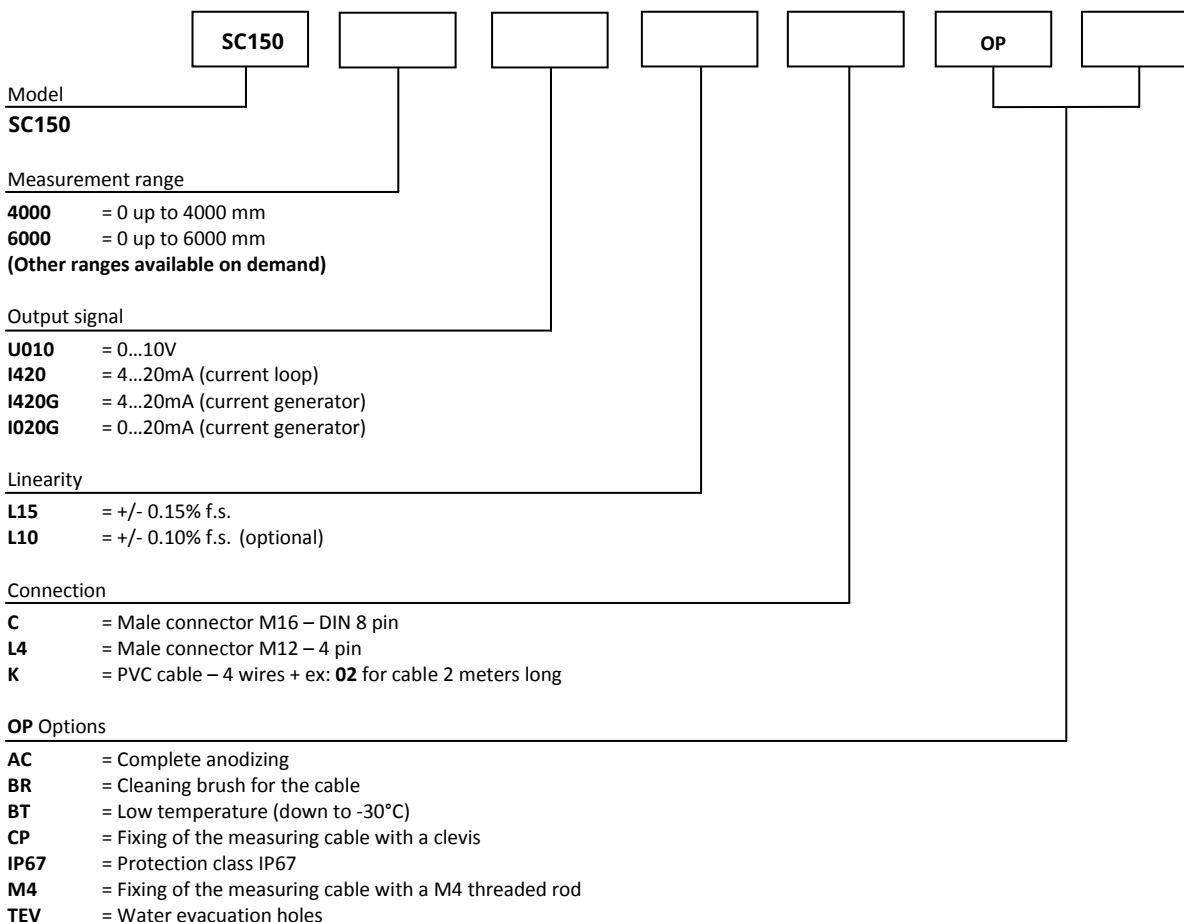 SC150 OP
Model
SC150
Measurement range
4000 = 0 up to 4000 mm
6000 = 0 up to 6000 mm
(Other ranges available on demand)
Output signal
U010 = 0…10V
I420 = 4…20mA (current loop)
I420G = 4…20mA (current generator)
I020G = 0…20mA (current generator)
Linearity
L15 = +/- 0.15% f.s.
L10 = +/- 0.10% f.s. (optional)
Connection
C = Male connector M16 – DIN 8 pin
L4 = Male connector M12 – 4 pin
K = PVC cable – 4 wires + ex: 02 for cable 2 meters long
OP Options
AC = Complete anodizing
BR = Cleaning brush for the cable
BT = Low temperature (down to -30°C)
CP = Fixing of the measuring cable with a clevis
IP67 = Protection class IP67
M4 = Fixing of the measuring cable with a M4 threaded rod
TEV = Water evacuation holes